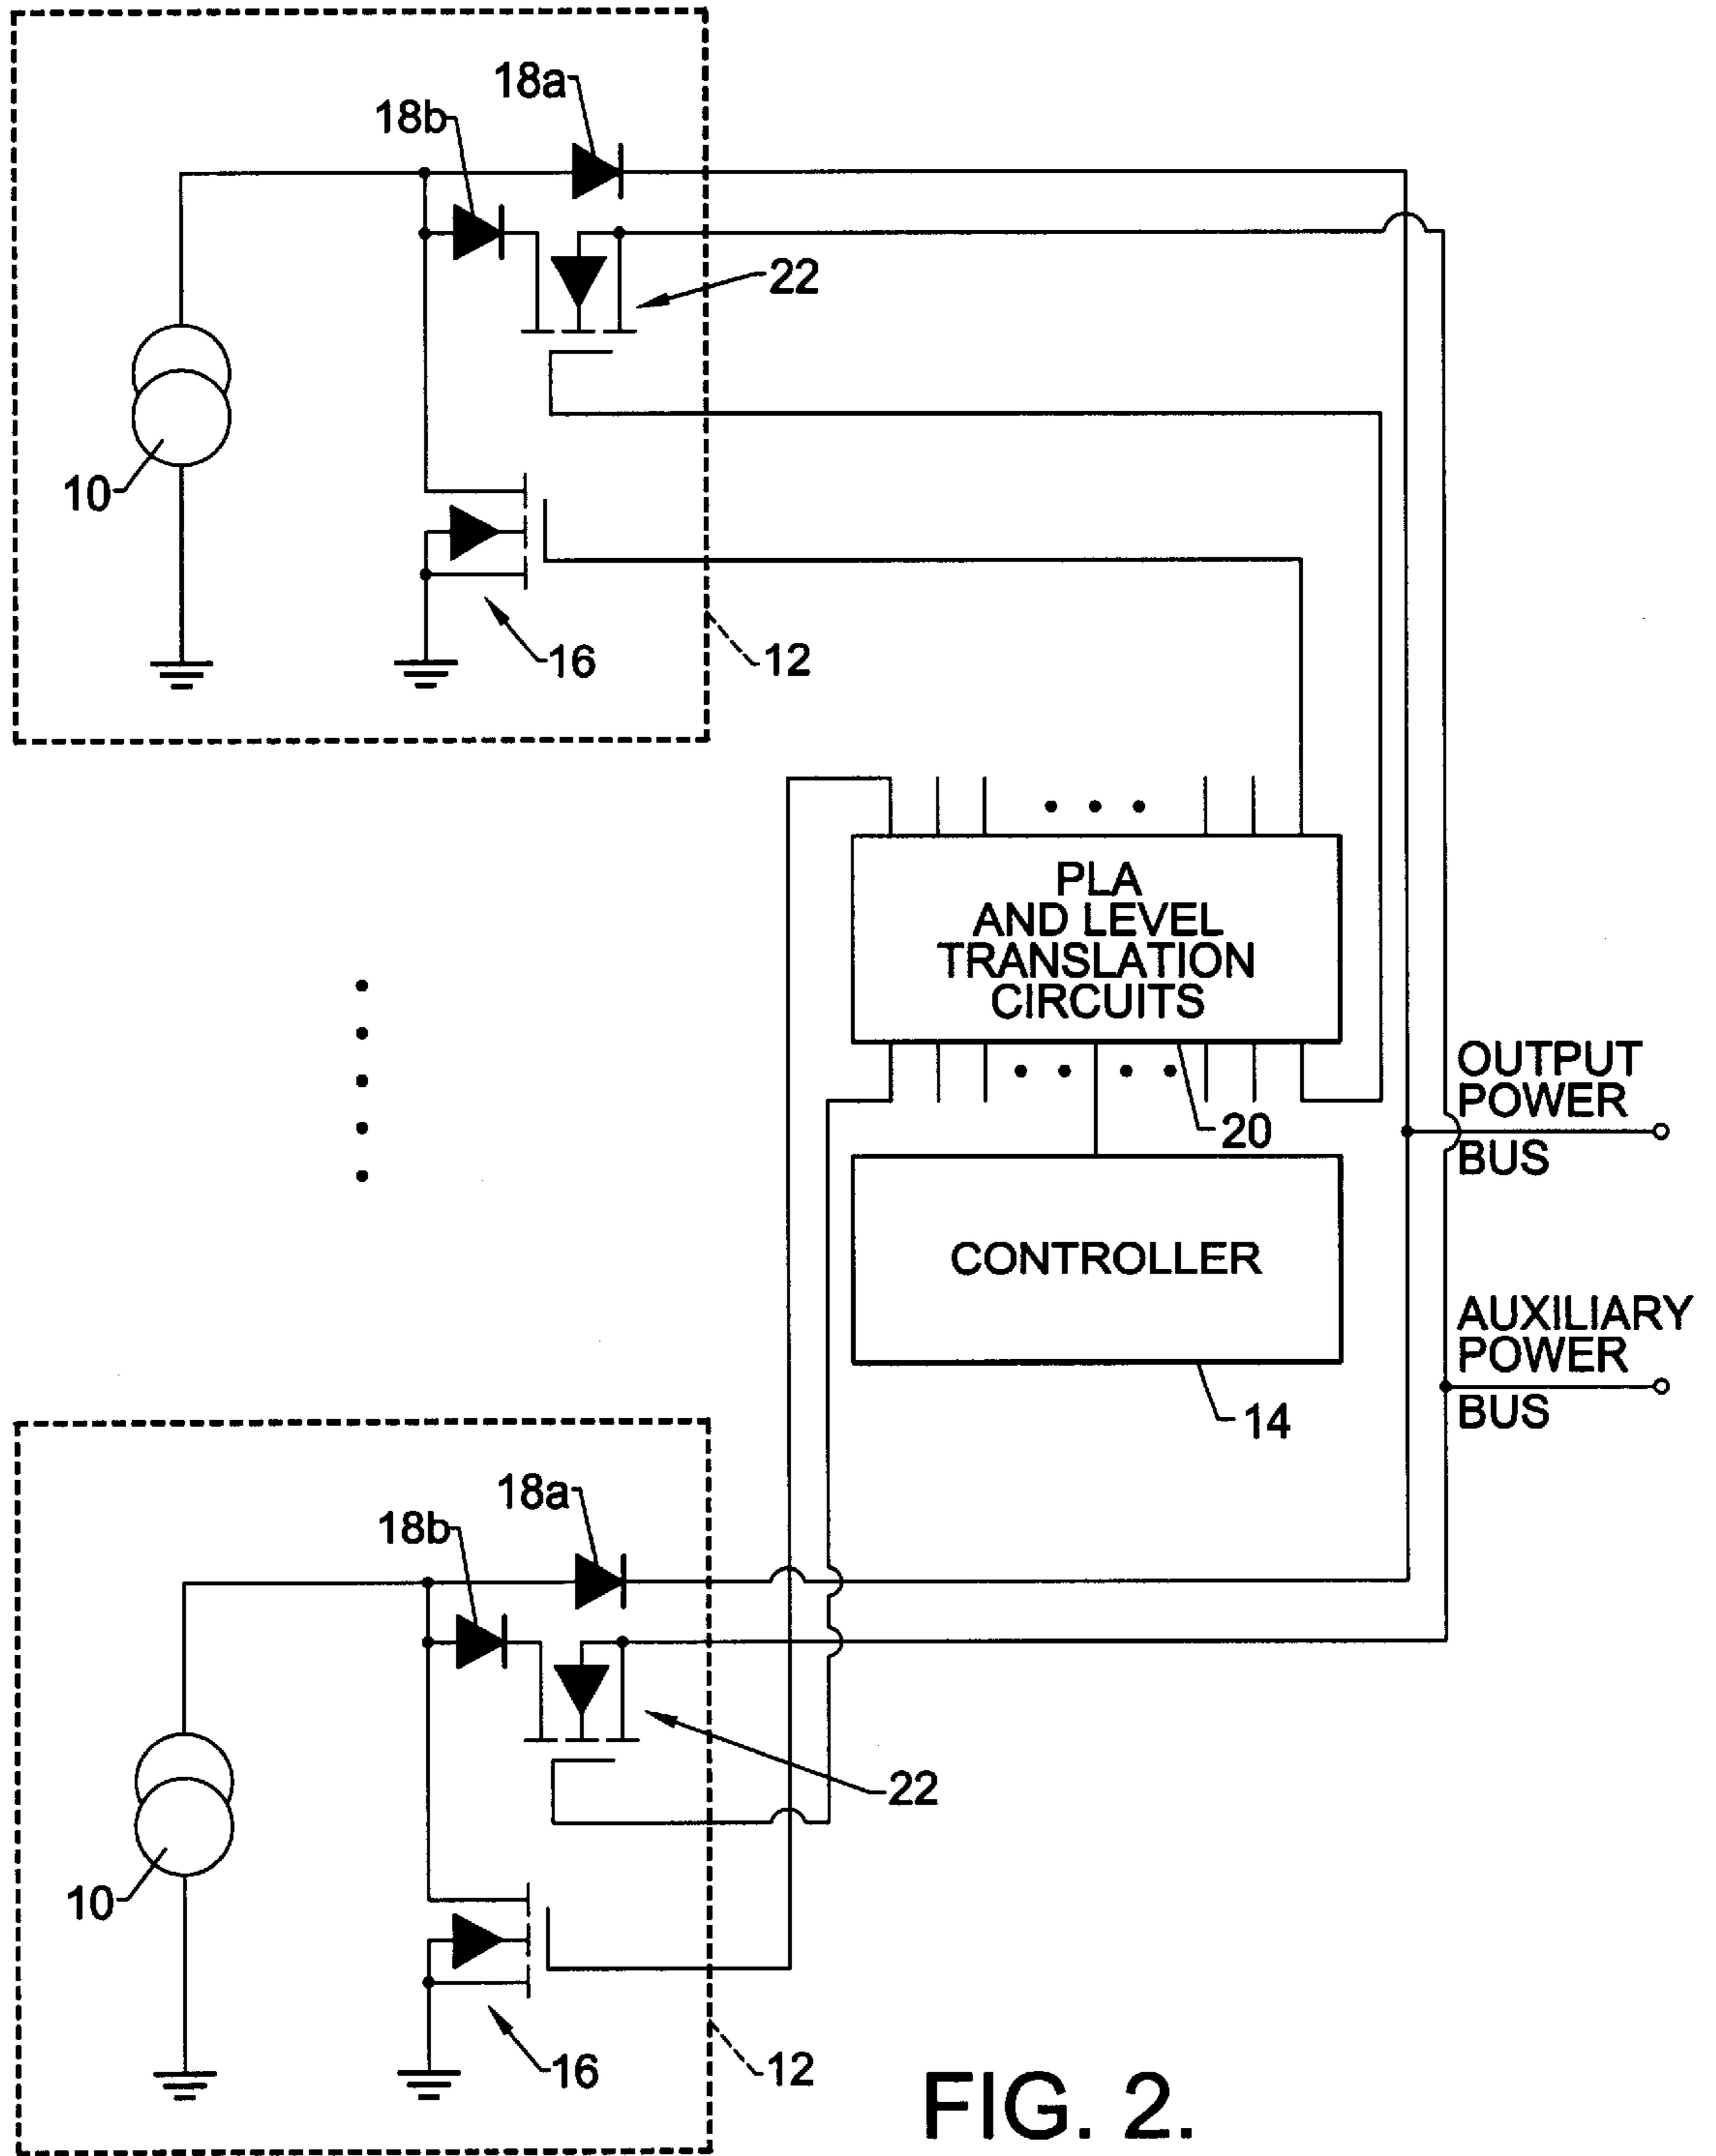 18a
18b
22
10
16
12
PLA
AND LEVEL
TRANSLATION
CIRCUITS
20
OUTPUT
POWER
BUS
CONTROLLER
14
AUXILIARY
POWER
BUS
18a
18b
22
10
16
12
FIG. 2.